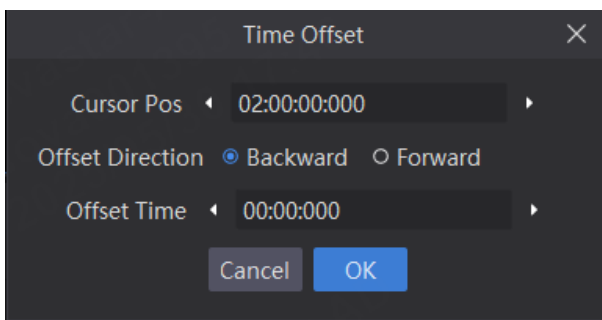 Time Offset
Cursor Pos 02:00:00:000
Offset Direction Backward Forward
Offset Time 00:00:000
Cancel OK